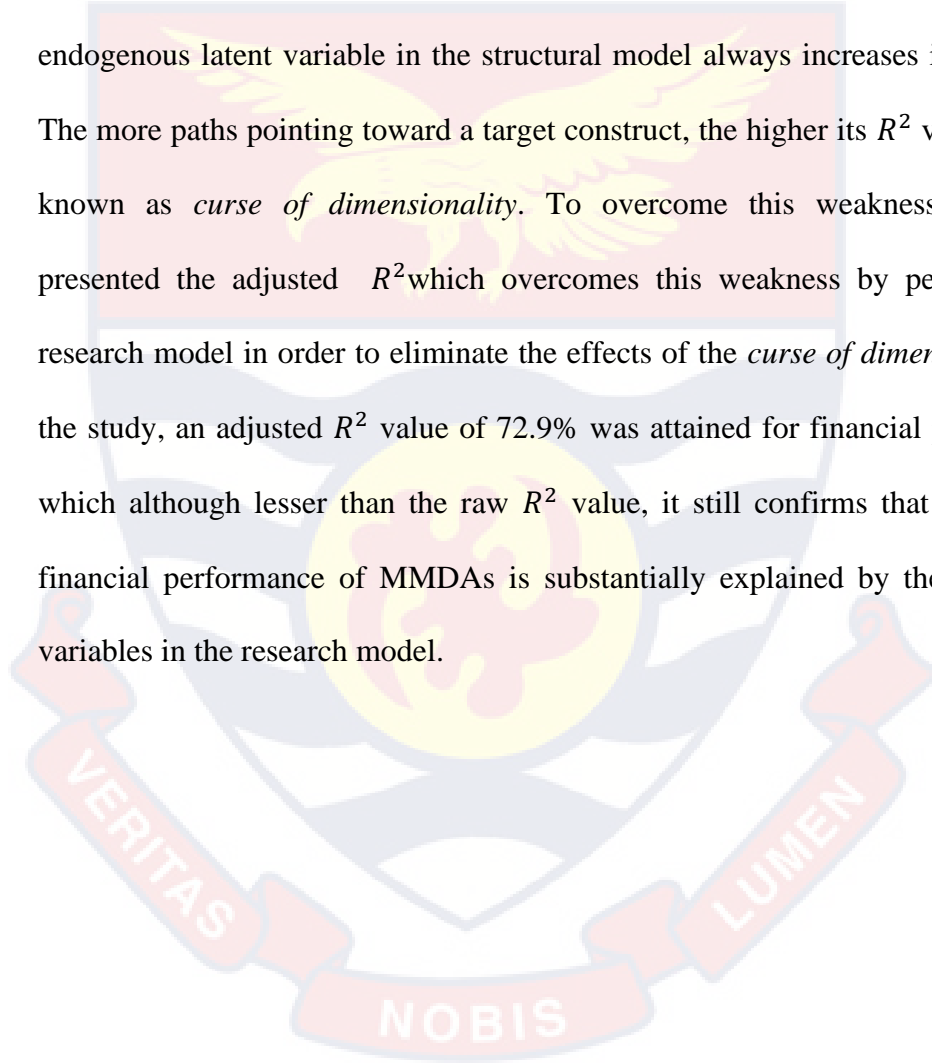 endogenous latent variable in the structural model always increases
The more paths pointing toward a target construct, the higher its R²
known as curse of dimensionality. To overcome this weakness
presented the adjusted R²which overcomes this weakness by
research model in order to eliminate the effects of the curse of
the study, an adjusted R² value of 72.9% was attained for financial
which although lesser than the raw R² value, it still confirms that
financial performance of MMDAs is substantially explained by
variables in the research model.
VERITAS
NOBIS
LUMEN